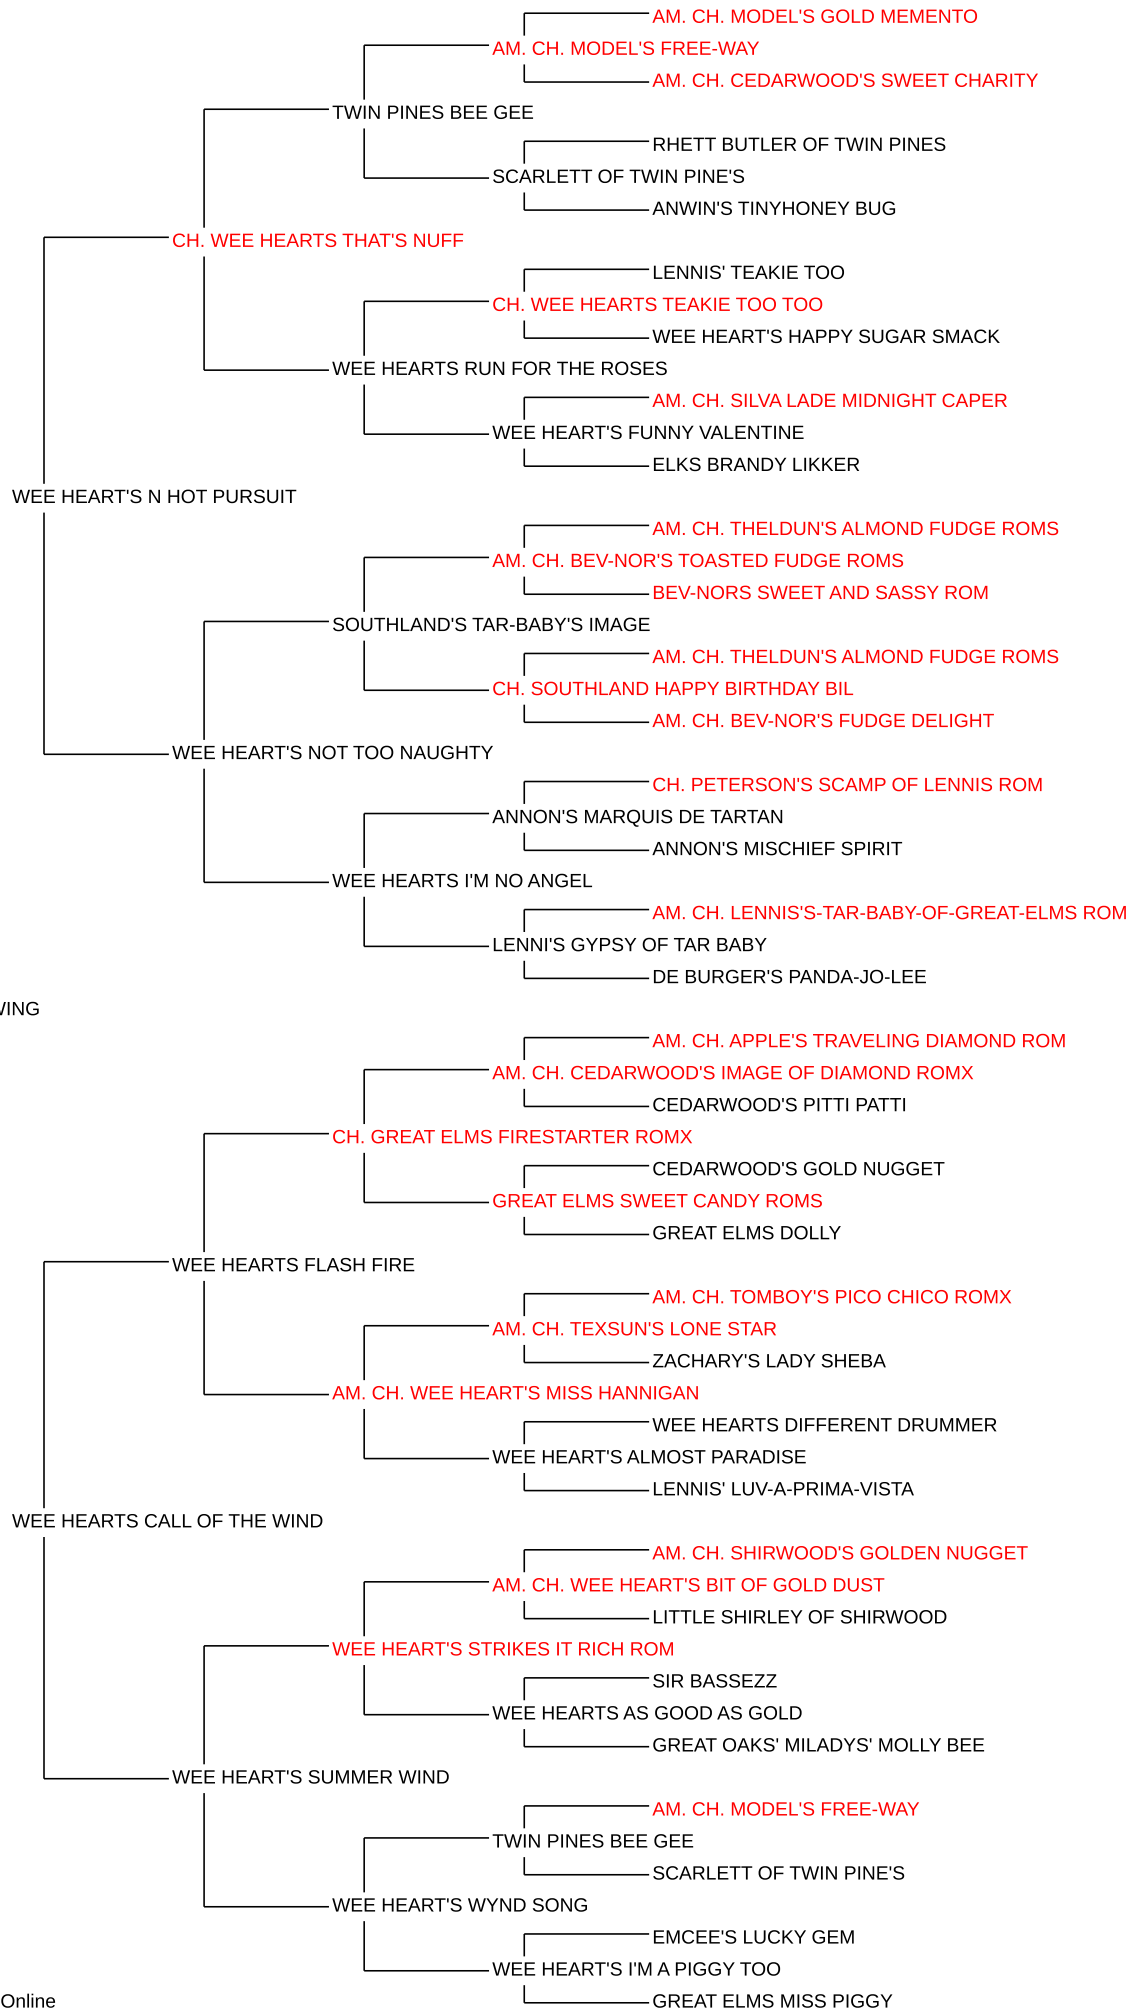 AM. CH. MODEL'S GOLD MEMENTO
AM. CH. MODEL'S FREE-WAY
AM. CH. CEDARWOOD'S SWEET CHARITY
TWIN PINES BEE GEE
RHETT BUTLER OF TWIN PINES
SCARLETT OF TWIN PINE'S
ANWIN'S TINYHONEY BUG
CH. WEE HEARTS THAT'S NUFF
LENNIS' TEAKIE TOO
CH. WEE HEARTS TEAKIE TOO TOO
WEE HEART'S HAPPY SUGAR SMACK
WEE HEARTS RUN FOR THE ROSES
AM. CH. SILVA LADE MIDNIGHT CAPER
WEE HEART'S FUNNY VALENTINE
ELKS BRANDY LIKKER
WEE HEART'S N HOT PURSUIT
AM. CH. THELDUN'S ALMOND FUDGE ROMS
AM. CH. BEV-NOR'S TOASTED FUDGE ROMS
BEV-NORS SWEET AND SASSY ROM
SOUTHLAND'S TAR-BABY'S IMAGE
AM. CH. THELDUN'S ALMOND FUDGE ROMS
CH. SOUTHLAND HAPPY BIRTHDAY BIL
AM. CH. BEV-NOR'S FUDGE DELIGHT
WEE HEART'S NOT TOO NAUGHTY
CH. PETERSON'S SCAMP OF LENNIS ROM
ANNON'S MARQUIS DE TARTAN
ANNON'S MISCHIEF SPIRIT
WEE HEARTS I'M NO ANGEL
AM. CH. LENNIS'S-TAR-BABY-OF-GREAT-ELMS ROM
LENNI'S GYPSY OF TAR BABY
DE BURGER'S PANDA-JO-LEE
WING
AM. CH. APPLE'S TRAVELING DIAMOND ROM
AM. CH. CEDARWOOD'S IMAGE OF DIAMOND ROMX
CEDARWOOD'S PITTI PATTI
CH. GREAT ELMS FIRESTARTER ROMX
CEDARWOOD'S GOLD NUGGET
GREAT ELMS SWEET CANDY ROMS
GREAT ELMS DOLLY
WEE HEARTS FLASH FIRE
AM. CH. TOMBOY'S PICO CHICO ROMX
AM. CH. TEXSUN'S LONE STAR
ZACHARY'S LADY SHEBA
AM. CH. WEE HEART'S MISS HANNIGAN
WEE HEARTS DIFFERENT DRUMMER
WEE HEART'S ALMOST PARADISE
LENNIS' LUV-A-PRIMA-VISTA
WEE HEARTS CALL OF THE WIND
AM. CH. SHIRWOOD'S GOLDEN NUGGET
AM. CH. WEE HEART'S BIT OF GOLD DUST
LITTLE SHIRLEY OF SHIRWOOD
WEE HEART'S STRIKES IT RICH ROM
SIR BASSEZZ
WEE HEARTS AS GOOD AS GOLD
GREAT OAKS' MILADYS' MOLLY BEE
WEE HEART'S SUMMER WIND
AM. CH. MODEL'S FREE-WAY
TWIN PINES BEE GEE
SCARLETT OF TWIN PINE'S
WEE HEART'S WYND SONG
EMCEE'S LUCKY GEM
WEE HEART'S I'M A PIGGY TOO
GREAT ELMS MISS PIGGY
Online